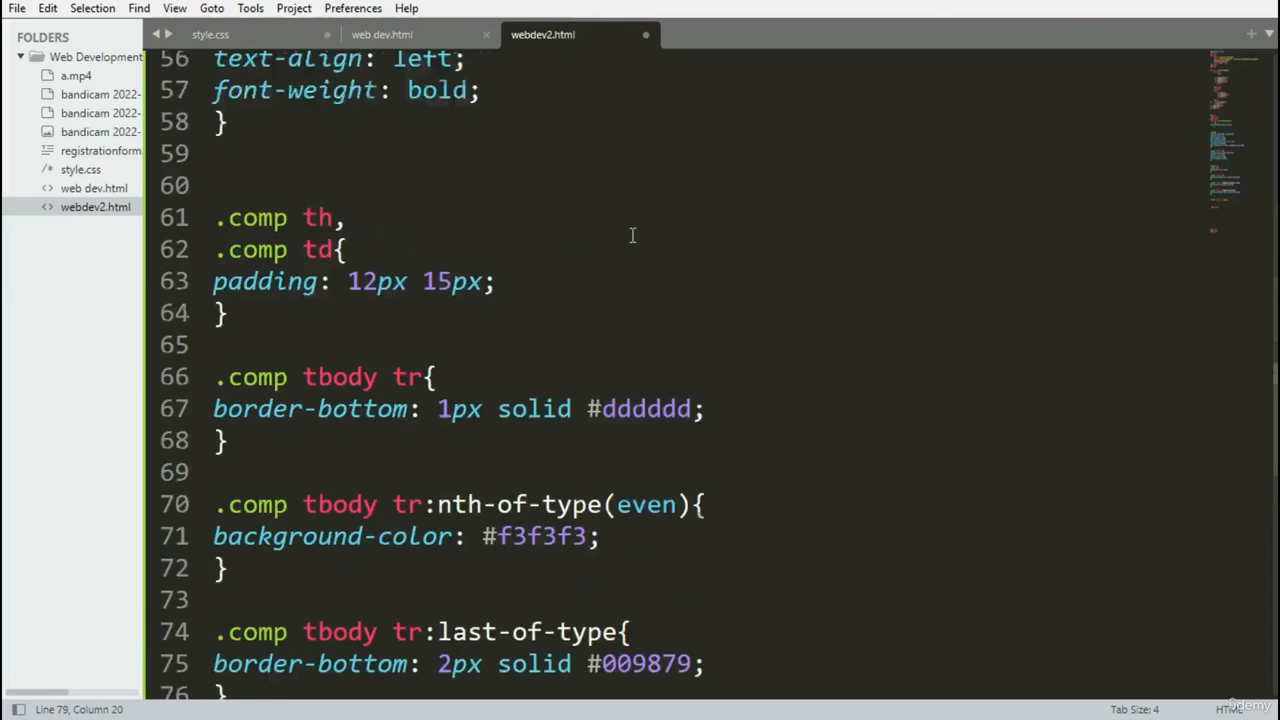 File Edit Selection Find View Goto Tools Project Preferences Help
FOLDERS
Web Development
a.mp4
bandicam 2022-
bandicam 2022-
bandicam 2022-
registrationform
style.css
web dev.html
webdev2.html
style.css web dev.html webdev2.html
56 text-align: left;
57 font-weight: bold;
58 }
59
60
61 .comp th,
62 .comp td{
63 padding: 12px 15px;
64 }
65
66 .comp tbody tr{
67 border-bottom: 1px solid #dddddd;
68 }
69
70 .comp tbody tr:nth-of-type(even){
71 background-color: #f3f3f3;
72 }
73
74 .comp tbody tr:last-of-type{
75 border-bottom: 2px solid #009879;
76 }
Line 79, Column 20
Tab Size: 4
HTML
Udemy